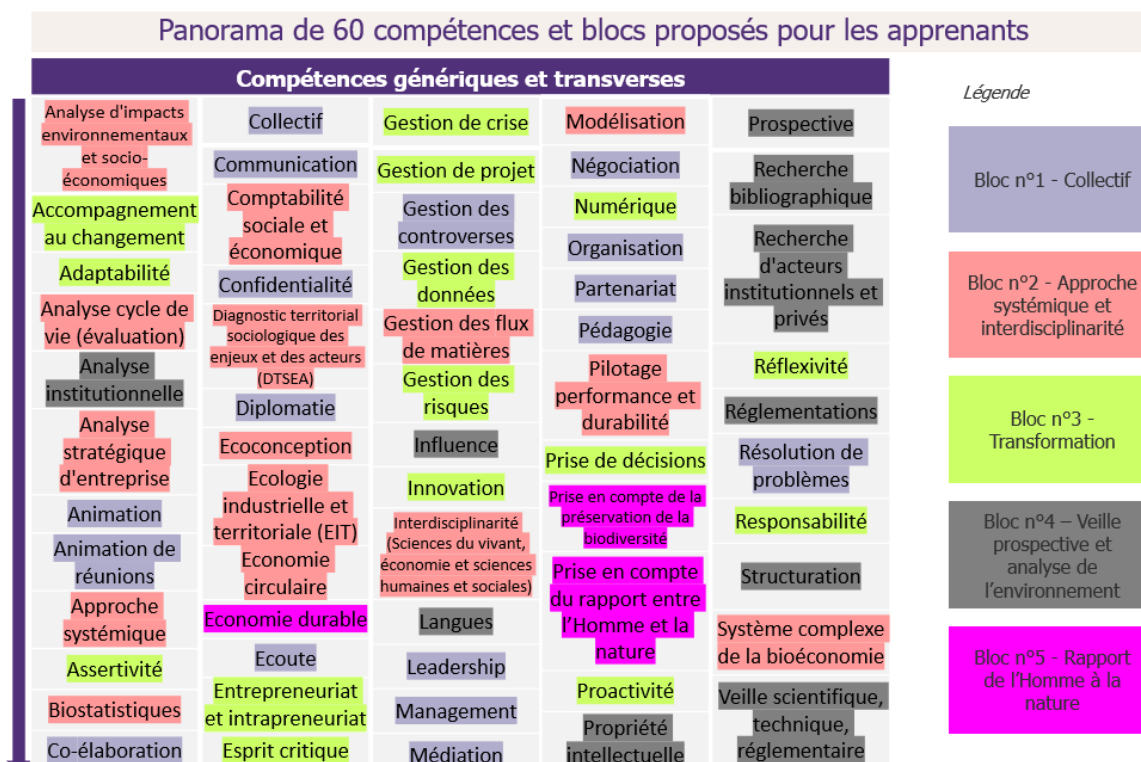 Panorama de 60 compétences et blocs proposés pour les apprenants
Compétences génériques et transverses
Analyse d'impacts
environnementaux
et socio-
économiques
Accompagnement
au changement
Adaptabilité
Analyse cycle de
vie (évaluation)
Analyse
institutionnelle
Analyse
stratégique
d'entreprise
Animation
Animation de
réunions
Approche
systémique
Assertivité
Biostatistiques
Co-élaboration
Collectif
Communication
Comptabilité
sociale et
économique
Confidentialité
Diagnostic territorial
sociologique des
enjeux et des acteurs
(DTSEA)
Diplomatie
Ecoconception
Ecologie
industrielle et
territoriale (EIT)
Economie
circulaire
Economie durable
Ecoute
Entrepreneuriat
et intrapreneuriat
Esprit critique
Gestion de crise
Gestion de projet
Gestion des
controverses
Gestion des
données
Gestion des flux
de matières
Gestion des
risques
Influence
Innovation
Interdisciplinarité
(Sciences du vivant,
économie et sciences
humaines et sociales)
Langues
Leadership
Management
Médiation
Modélisation
Négociation
Numérique
Organisation
Partenariat
Pédagogie
Pilotage
performance et
durabilité
Prise de décisions
Prise en compte de la
préservation de la
biodiversité
Prise en compte
du rapport entre
l'Homme et la
nature
Proactivité
Propriété
intellectuelle
Prospective
Recherche
bibliographique
Recherche
d'acteurs
institutionnels et
privés
Réflexivité
Réglementations
Résolution de
problèmes
Responsabilité
Structuration
Système complexe
de la bioéconomie
Veille scientifique,
technique,
réglementaire
Légende
Bloc n°1 - Collectif
Bloc n°2 - Approche
systémique et
interdisciplinarité
Bloc n°3 -
Transformation
Bloc n°4 – Veille
prospective et
analyse de
l'environnement
Bloc n°5 - Rapport
de l'Homme à la
nature